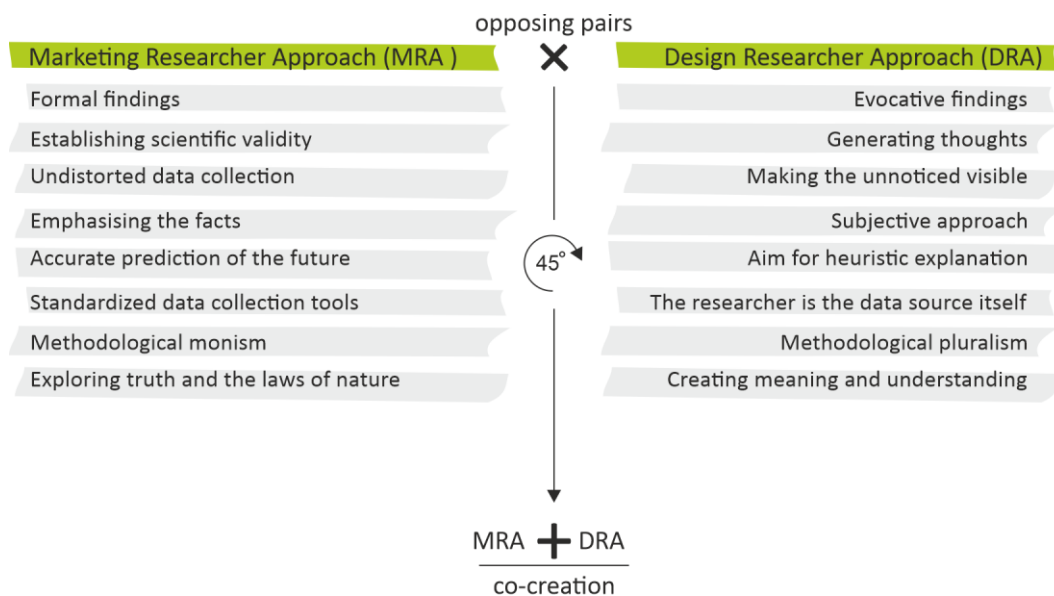 opposing pairs
Marketing Researcher Approach (MRA )
Design Researcher Approach (DRA)
Formal findings
Evocative findings
Establishing scientific validity
Generating thoughts
Undistorted data collection
Making the unnoticed visible
Emphasising the facts
Subjective approach
Accurate prediction of the future
45°
Aim for heuristic explanation
Standardized data collection tools
The researcher is the data source itself
Methodological monism
Methodological pluralism
Exploring truth and the laws of nature
Creating meaning and understanding
MRA + DRA
co-creation